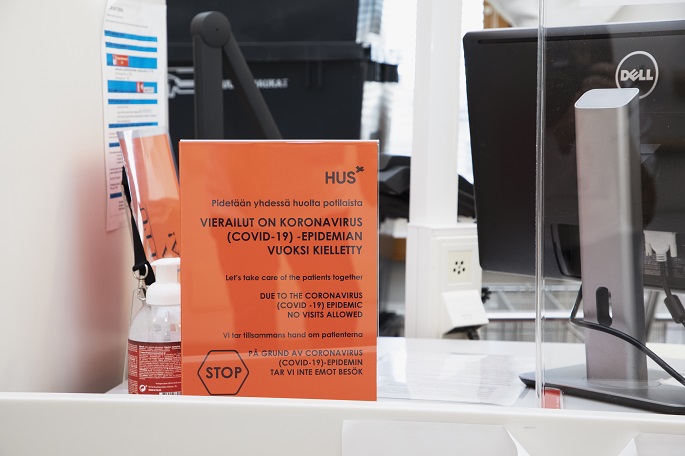 HUS
Pidetään yhdessä huolta potilaista
VIERAILUT ON KORONAVIRUS
(COVID-19) -EPIDEMIAN
VUOKSI KIELLETTY
Let's take care of the patients together
DUE TO THE CORONAVIRUS
(COVID -19) EPIDEMIC
NO VISITS ALLOWED
Vi tar tillsammans hand om patienterna
PÅ GRUND AV CORONAVIRUS
(COVID-19)-EPIDEMIN
TAR VI INTE EMOT BESÖK
STOP
DELL